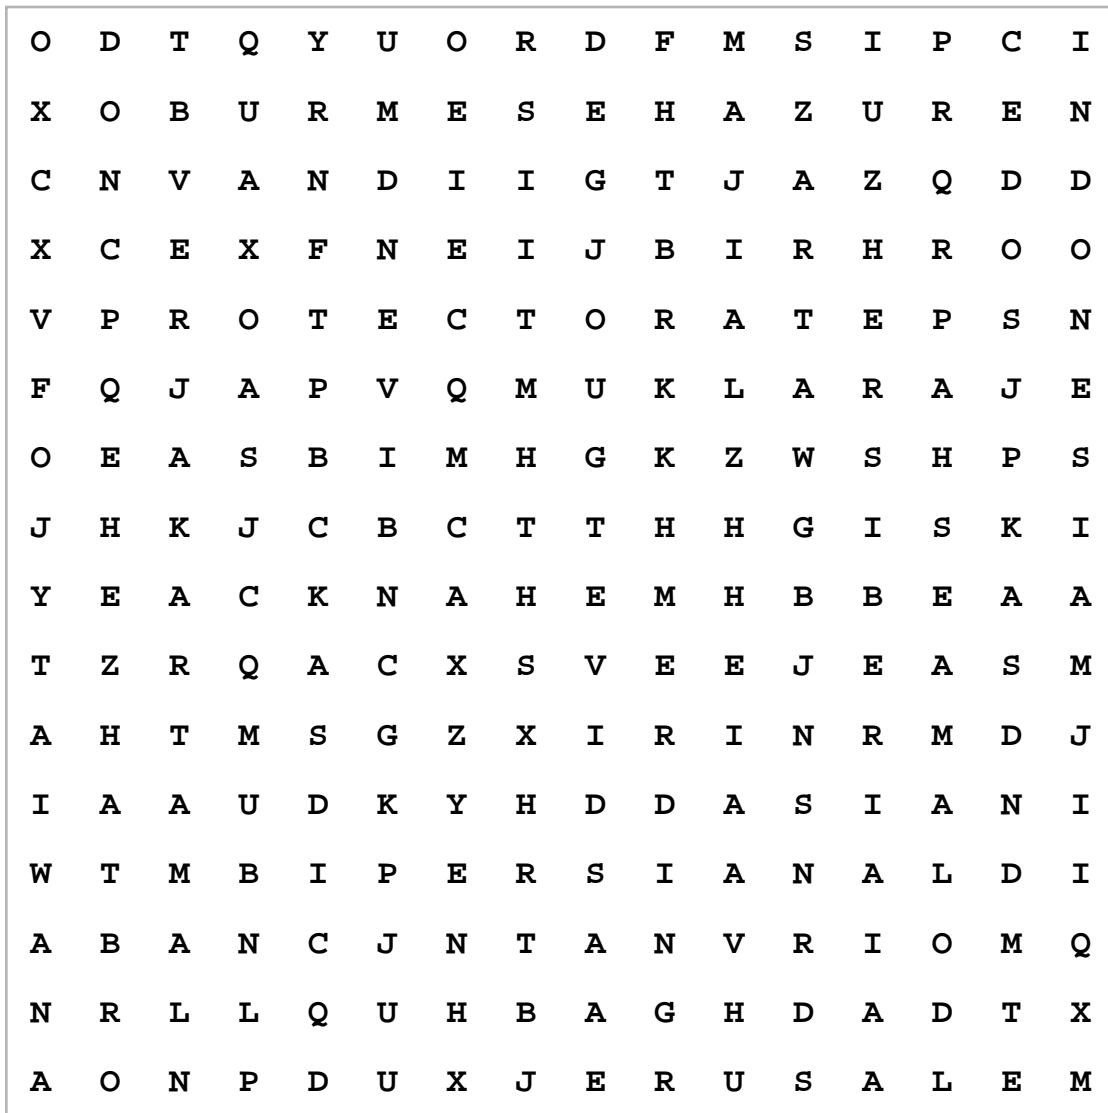 O D T Q Y U O R D F M S I P C I
X O B U R M E S E H A Z U R E N
C N V A N D I I G T J A Z Q D D
X C E X F N E I J B I R H R O O
V P R O T E C T O R A T E P S N
F Q J A P V Q M U K L A R A J E
O E A S B I M H G K Z W S H P S
J H K J C B C T T H H G I S K I
Y E A C K N A H E M H B B E A A
T Z R Q A C X S V E E J E A S M
A H T M S G Z X I R I N R M D J
I A A U D K Y H D D A S I A N I
W T M B I P E R S I A N A L D I
A B A N C J N T A N V R I O M Q
N R L L Q U H B A G H D A D T X
A O N P D U X J E R U S A L E M